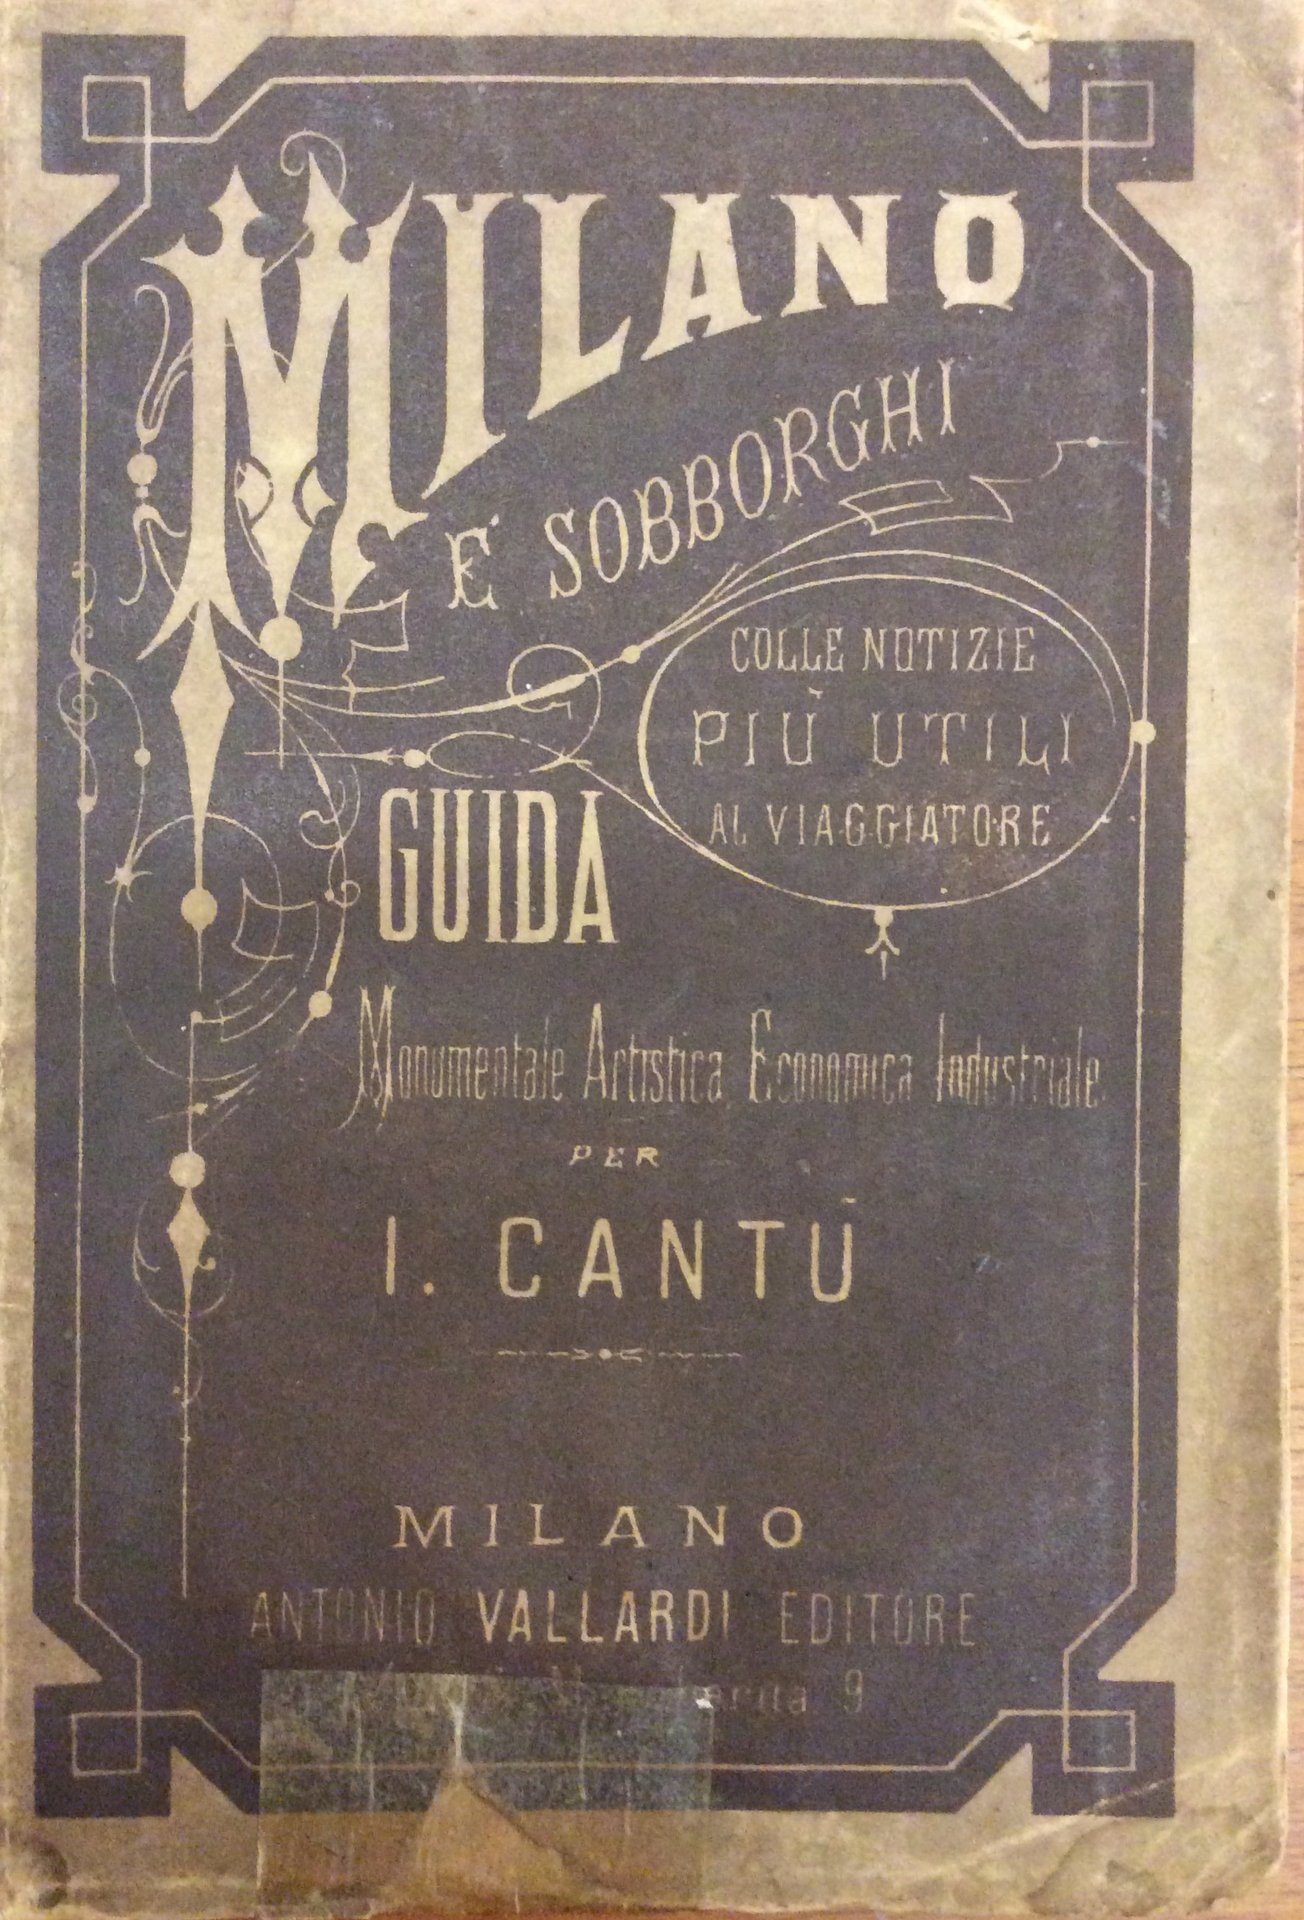 MILANO
E SOBBORGHI
COLLE NOTIZIE
PIÙ UTILI
AL VIAGGIATORE
GUIDA
Monumentale Artistica Economica Industriale
PER
I. CANTÙ
MILANO
ANTONIO VALLARDI EDITORE
9